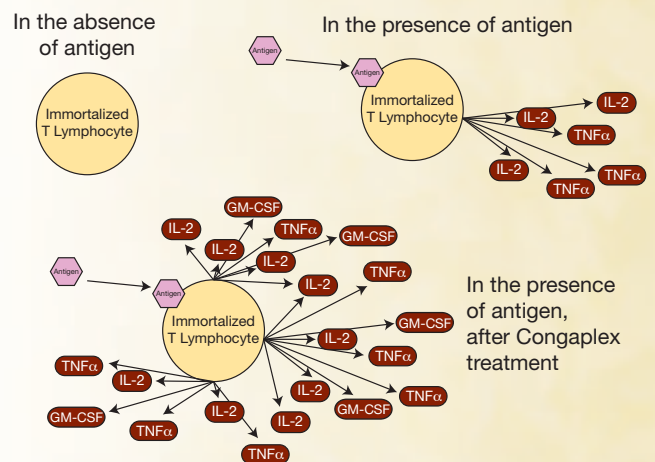 In the absence
of antigen
In the presence of antigen
Antigen
Antigen
Immortalized
T Lymphocyte
Immortalized
T Lymphocyte
IL-2
IL-2
TNFα
IL-2
TNFα
TNFα
GM-CSF
IL-2
TNFα
GM-CSF
IL-2
IL-2
Antigen
Antigen
IL-2
TNFα
In the presence
of antigen,
after Congaplex
treatment
Immortalized
T Lymphocyte
GM-CSF
IL-2
TNFα
TNFα
IL-2
IL-2
TNFα
GM-CSF
GM-CSF
IL-2
IL-2
TNFα
TNFα